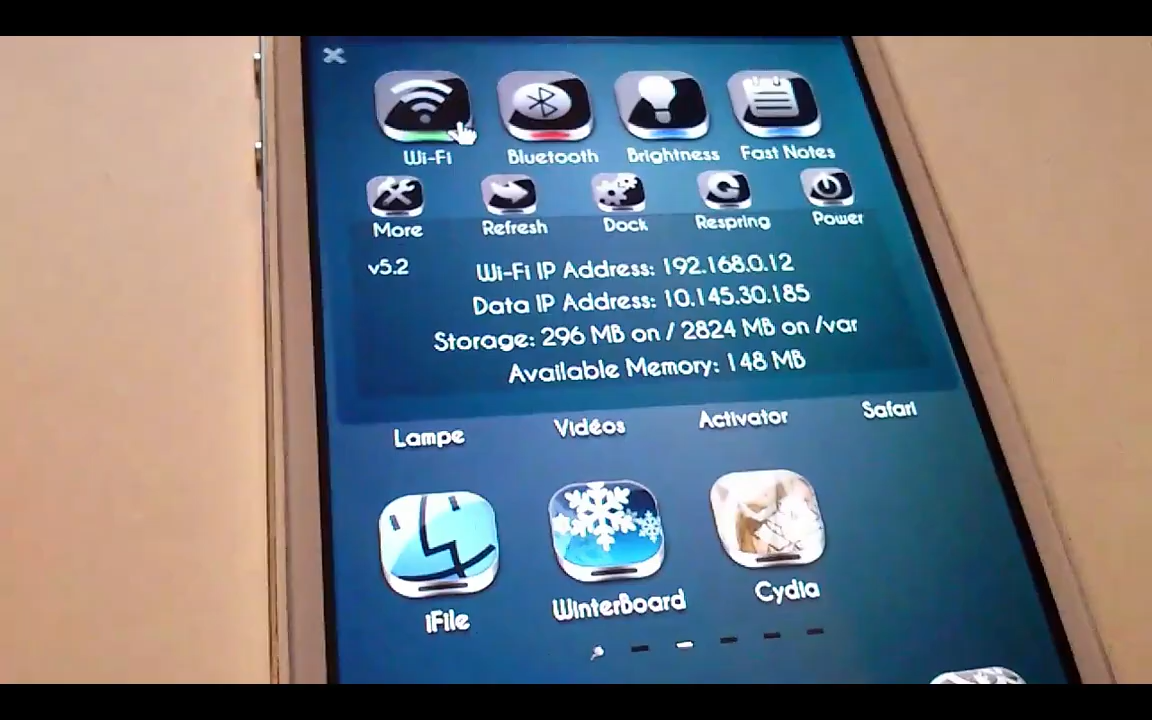 Wi-Fi Bluetooth Brightness Fast Notes
More Refresh Dock Respring Power
v5.2
Wi-Fi IP Address: 192.168.0.12
Data IP Address: 10.145.30.185
Storage: 296 MB on / 2824 MB on /var
Available Memory: 148 MB
Lampe Vidéos Activator Safari
iFile WinterBoard Cydia